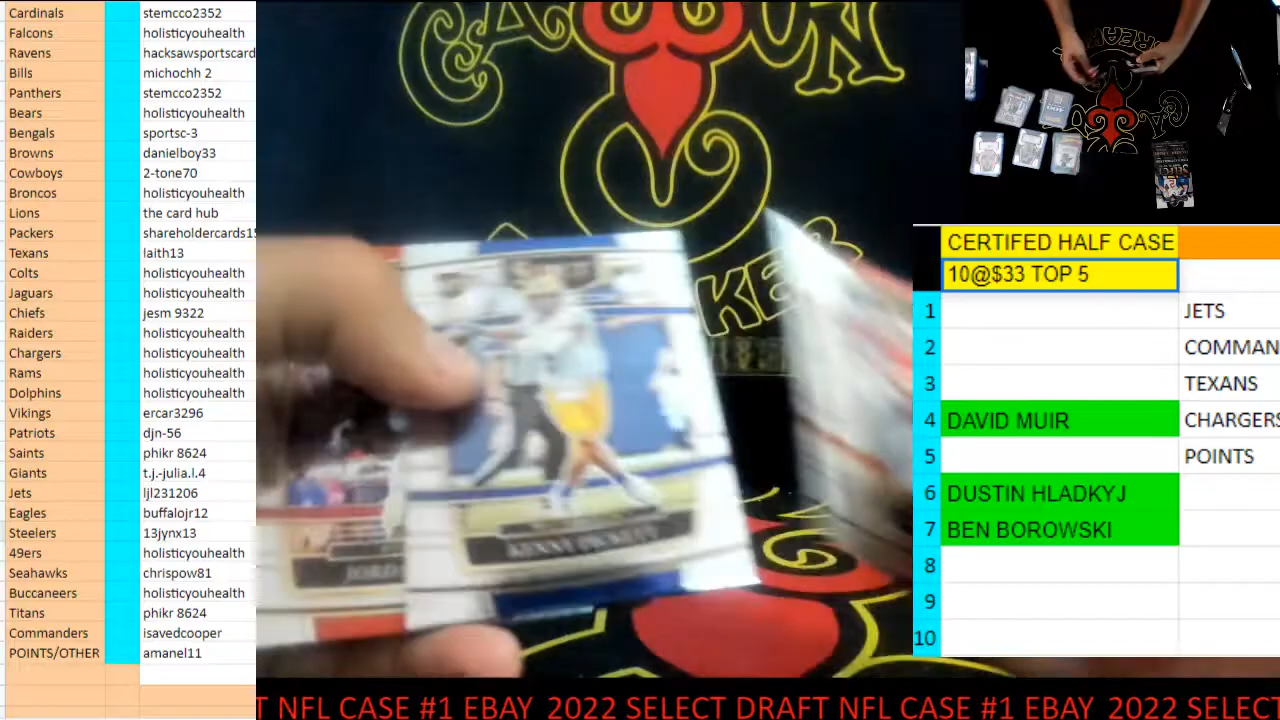 Cardinals stemcco2352
Falcons holisticyouhealth
Ravens hacksawsportscard
Bills michochh 2
Panthers stemcco2352
Bears holisticyouhealth
Bengals sportsc-3
Browns danielboy33
Cowboys 2-tone70
Broncos holisticyouhealth
Lions the card hub
Packers shareholdercards15
Texans laith13
Colts holisticyouhealth
Jaguars holisticyouhealth
Chiefs jesm 9322
Raiders holisticyouhealth
Chargers holisticyouhealth
Rams holisticyouhealth
Dolphins holisticyouhealth
Vikings ercar3296
Patriots djn-56
Saints phikr 8624
Giants t.j.-julia.l.4
Jets ljl231206
Eagles buffalojr12
Steelers 13jynx13
49ers holisticyouhealth
Seahawks chrispow81
Buccaneers holisticyouhealth
Titans phikr 8624
Commanders isavedcooper
POINTS/OTHER amanel11
KENNY PICKETT
JORD
CERTIFED HALF CASE
10@$33 TOP 5
1 JETS
2 COMMAN
3 TEXANS
4 DAVID MUIR CHARGERS
5 POINTS
6 DUSTIN HLADKYJ
7 BEN BOROWSKI
8
9
10
T NFL CASE #1 EBAY 2022 SELECT DRAFT NFL CASE #1 EBAY 2022 SELECT